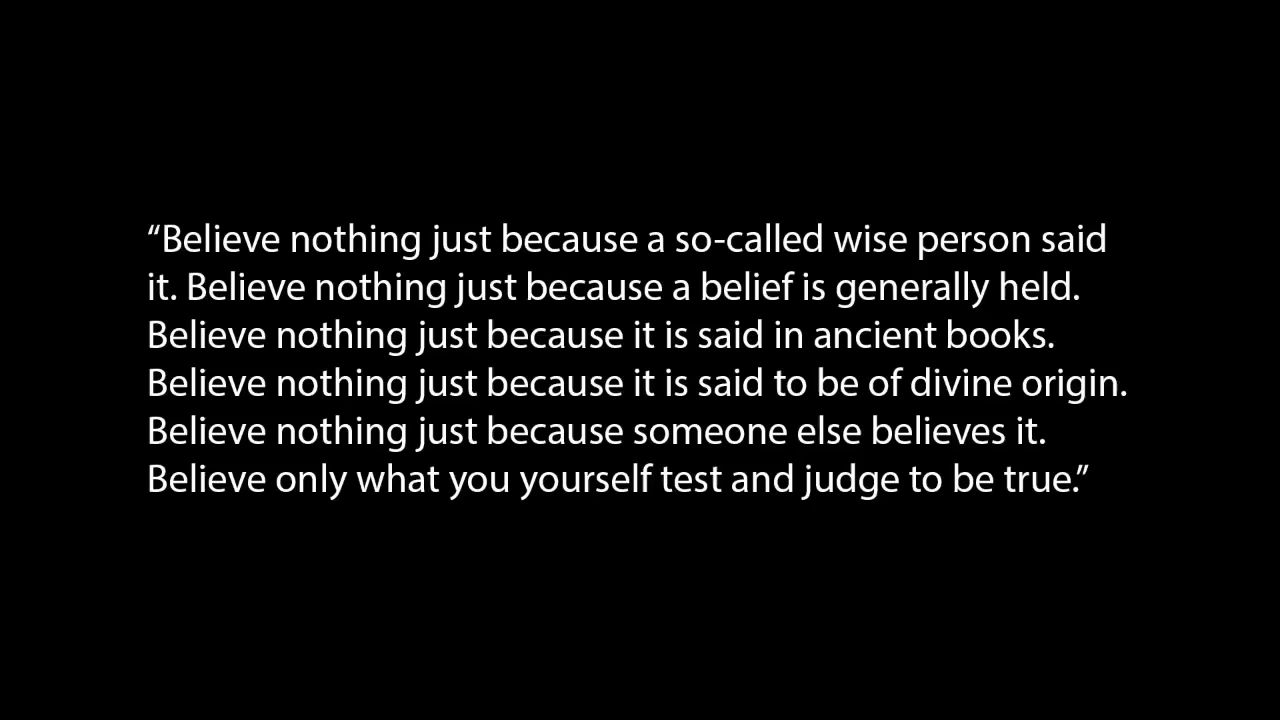 “Believe nothing just because a so-called wise person said
it. Believe nothing just because a belief is generally held.
Believe nothing just because it is said in ancient books.
Believe nothing just because it is said to be of divine origin.
Believe nothing just because someone else believes it.
Believe only what you yourself test and judge to be true.”